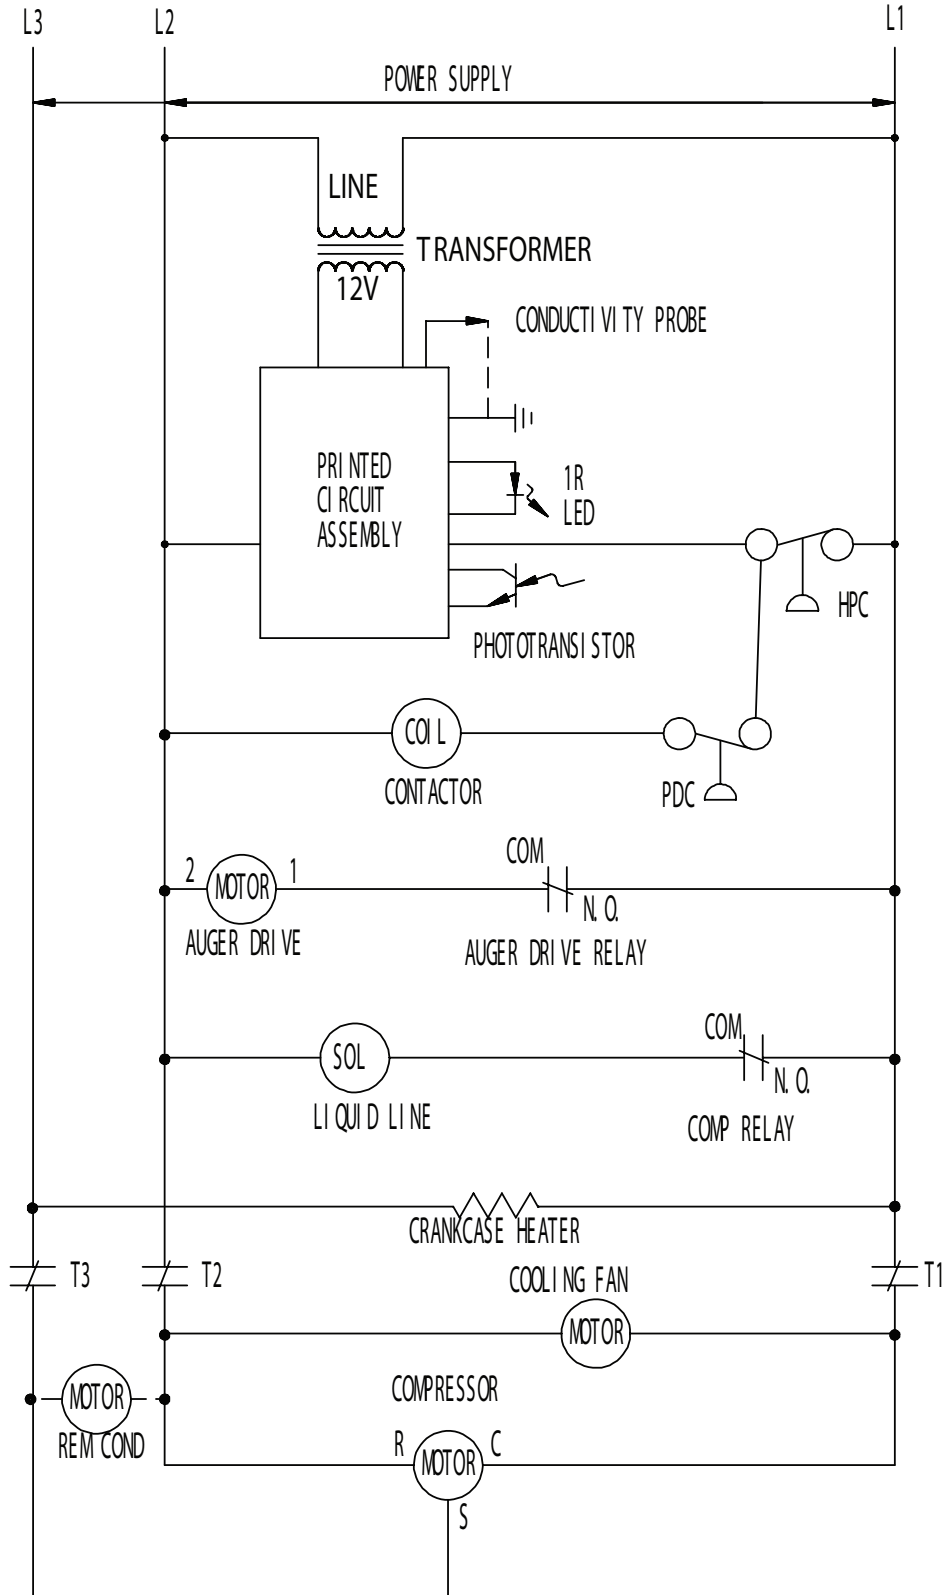 L3
L2
L1
POWER SUPPLY
LINE
TRANSFORMER
12V
CONDUCTIVITY PROBE
PRINTED
CIRCUIT
ASSEMBLY
1R
LED
HPC
PHOTOTRANSISTOR
COIL
CONTACTOR
PDC
COM
2
MOTOR
1
N.O.
AUGER DRIVE
AUGER DRIVE RELAY
COM
SOL
N.O.
LIQUID LINE
COMP RELAY
CRANKCASE HEATER
T3
T2
T1
COOLING FAN
MOTOR
COMPRESSOR
MOTOR
REM COND
R
C
MOTOR
S